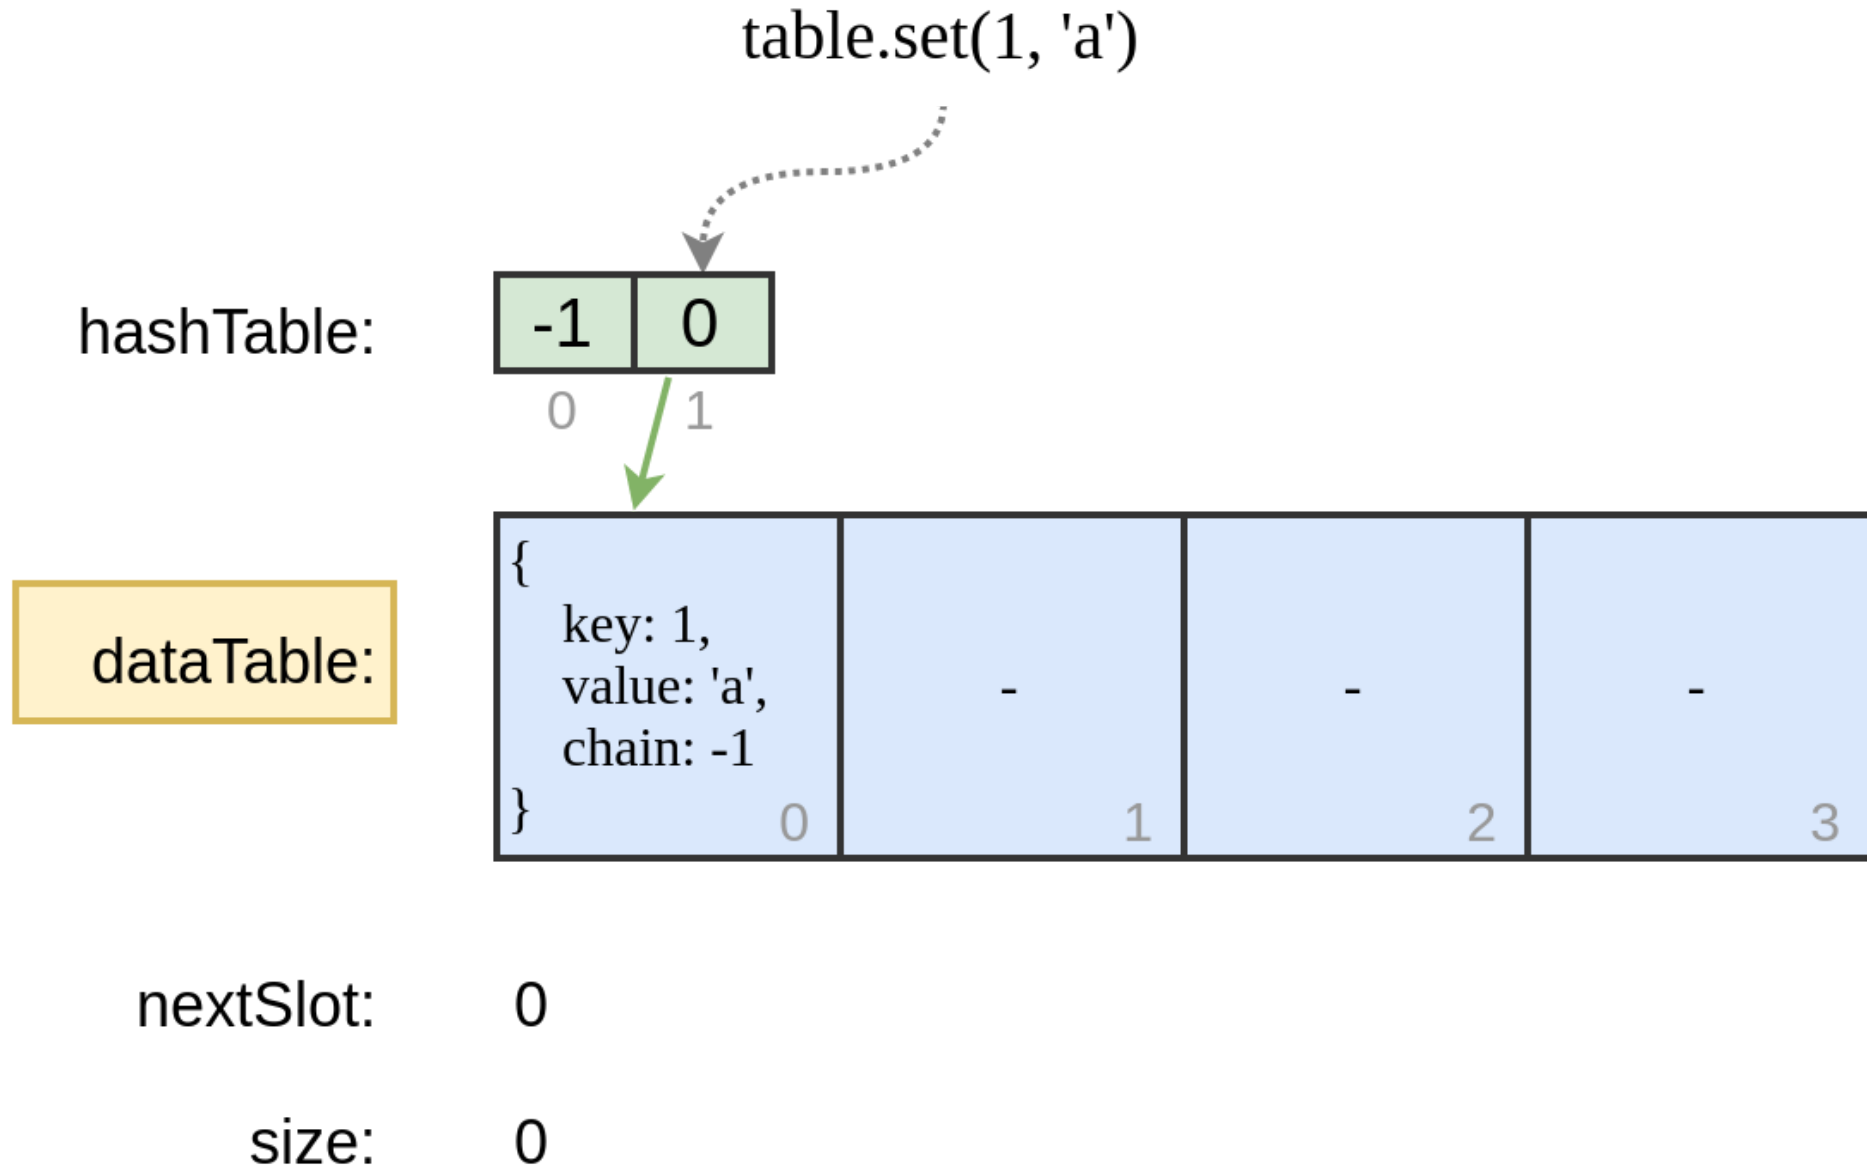 table.set(1, 'a')
hashTable:
-1 0
0 1
dataTable:
{
key: 1,
value: 'a',
chain: -1
}
- - -
0 1 2 3
nextSlot: 0
size: 0